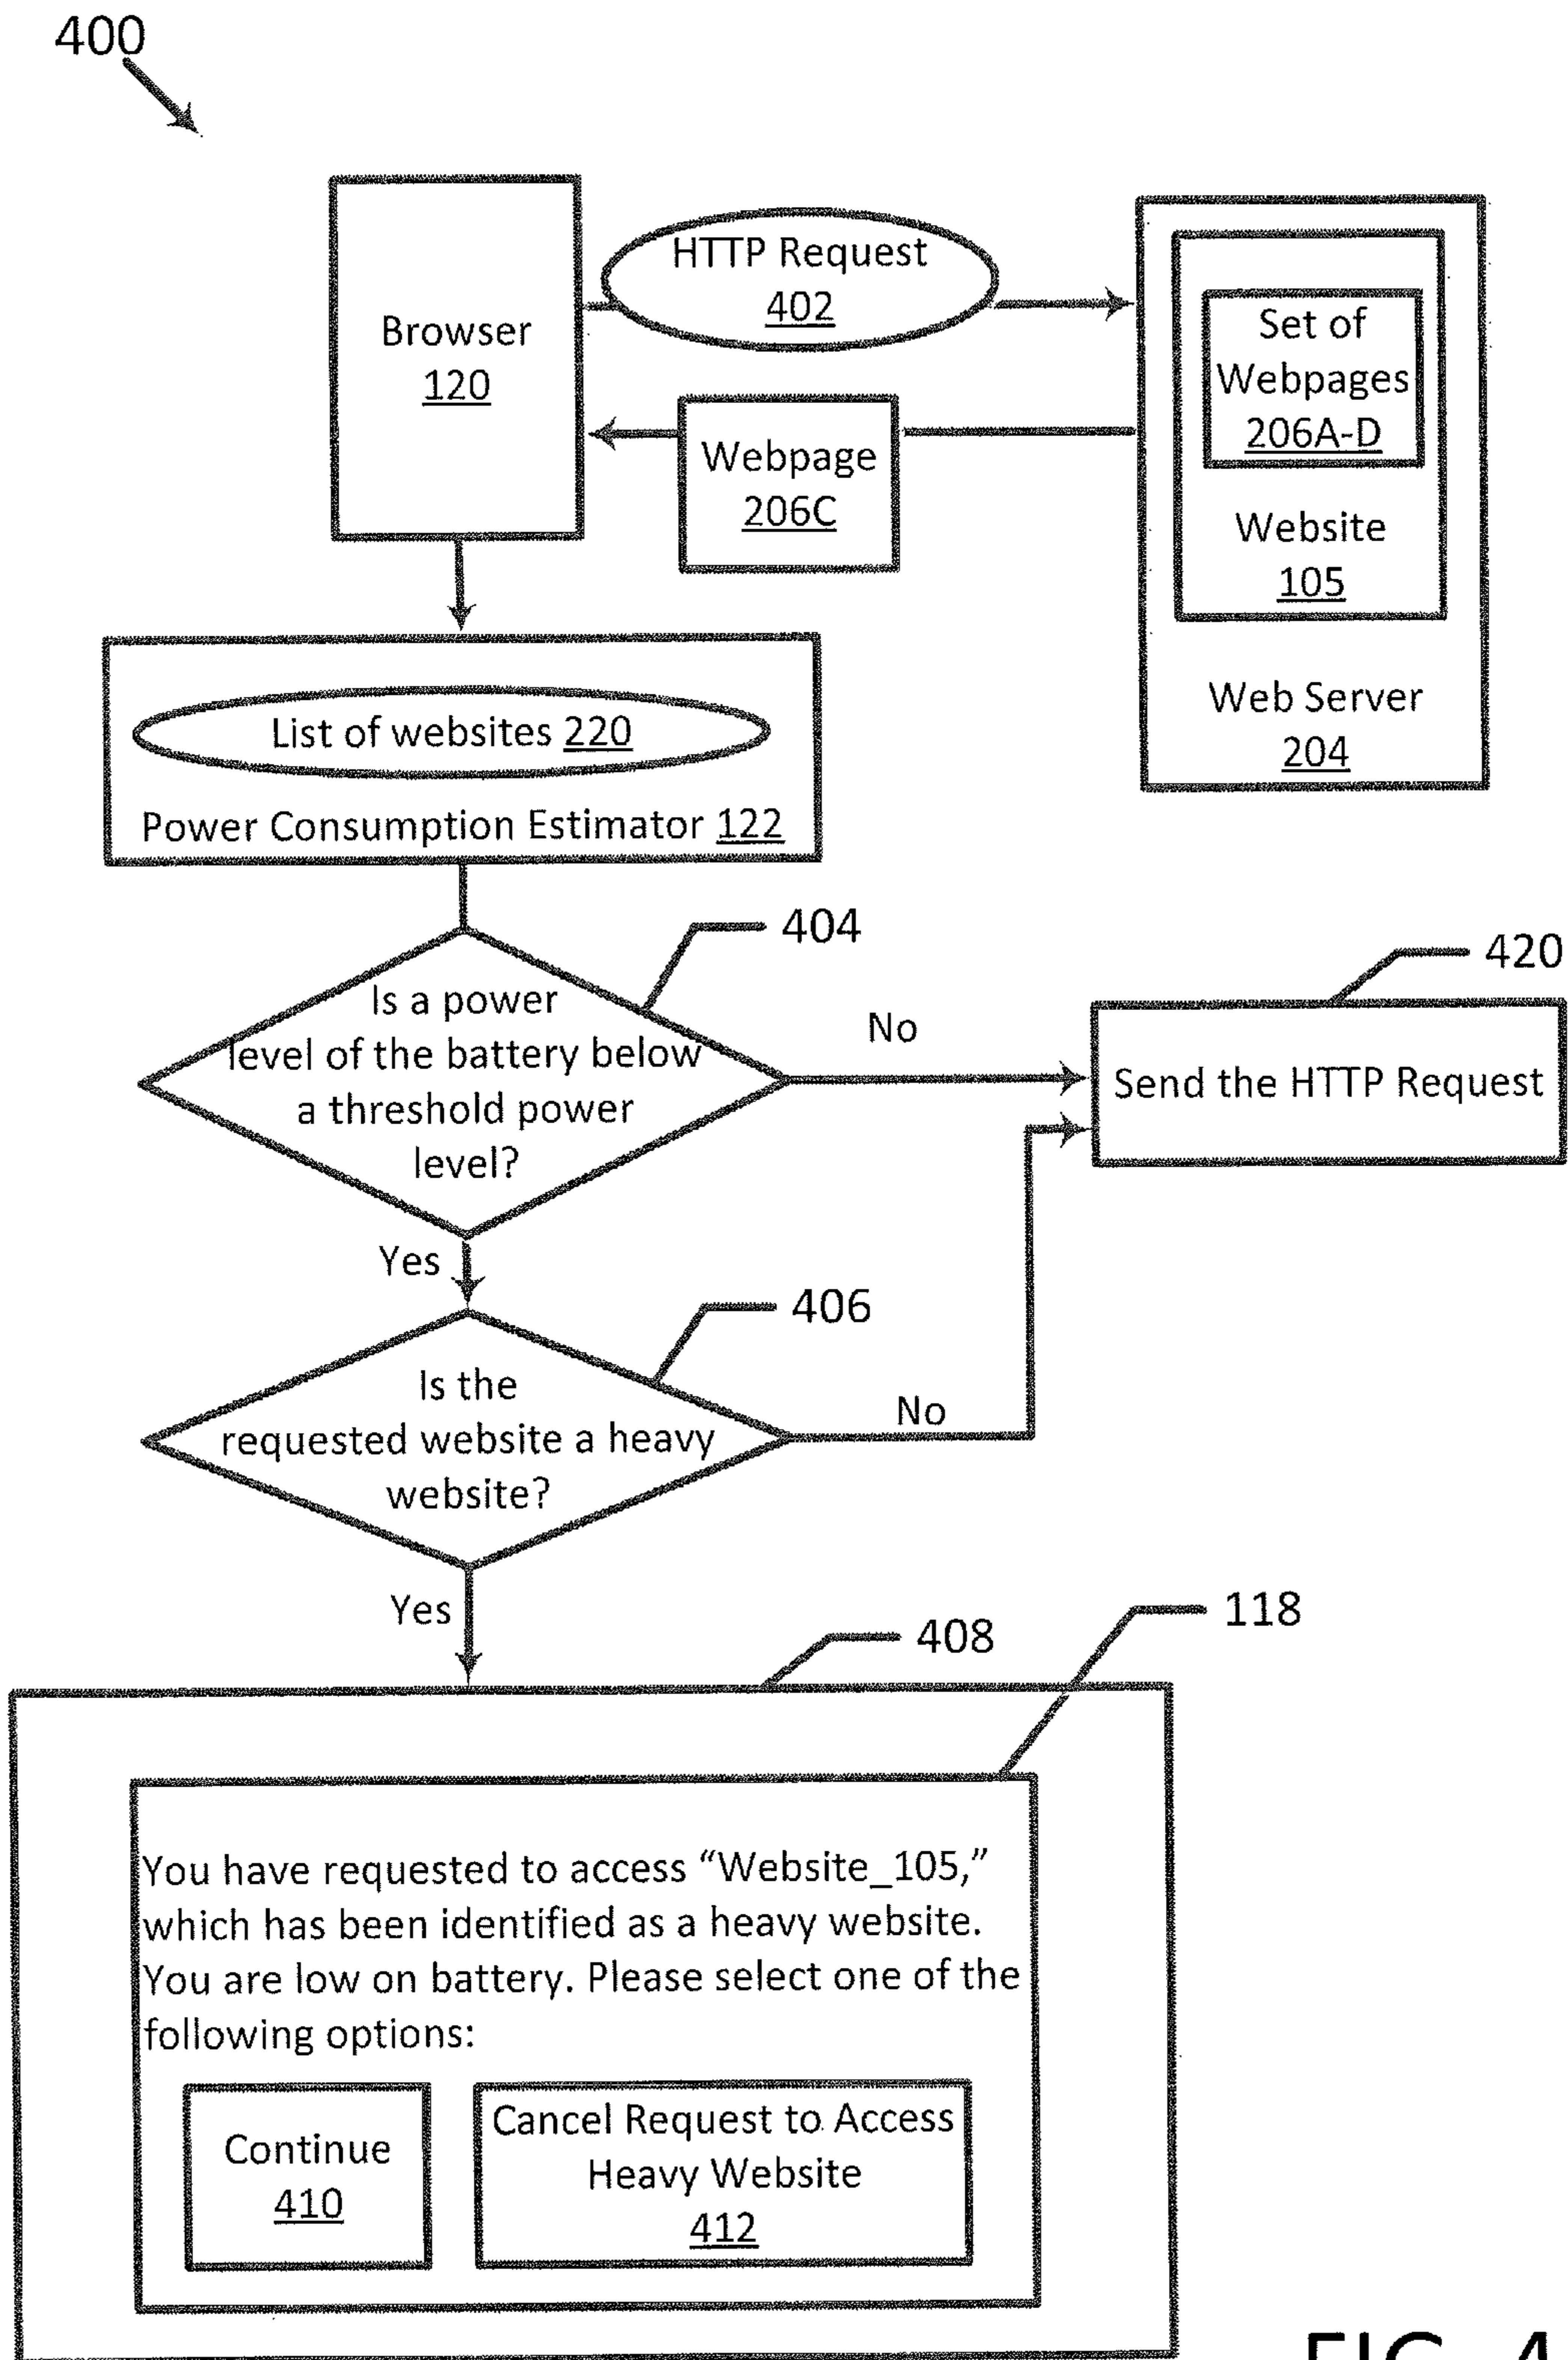 400
Browser
120
HTTP Request
402
Set of
Webpages
206A-D
Website
105
Web Server
204
Webpage
206C
List of websites 220
Power Consumption Estimator 122
404
Is a power
level of the battery below
a threshold power
level?
No
420
Send the HTTP Request
Yes
406
Is the
requested website a heavy
website?
No
Yes
408
118
You have requested to access “Website_105,”
which has been identified as a heavy website.
You are low on battery. Please select one of the
following options:
Continue
410
Cancel Request to Access
Heavy Website
412
FIG. 4